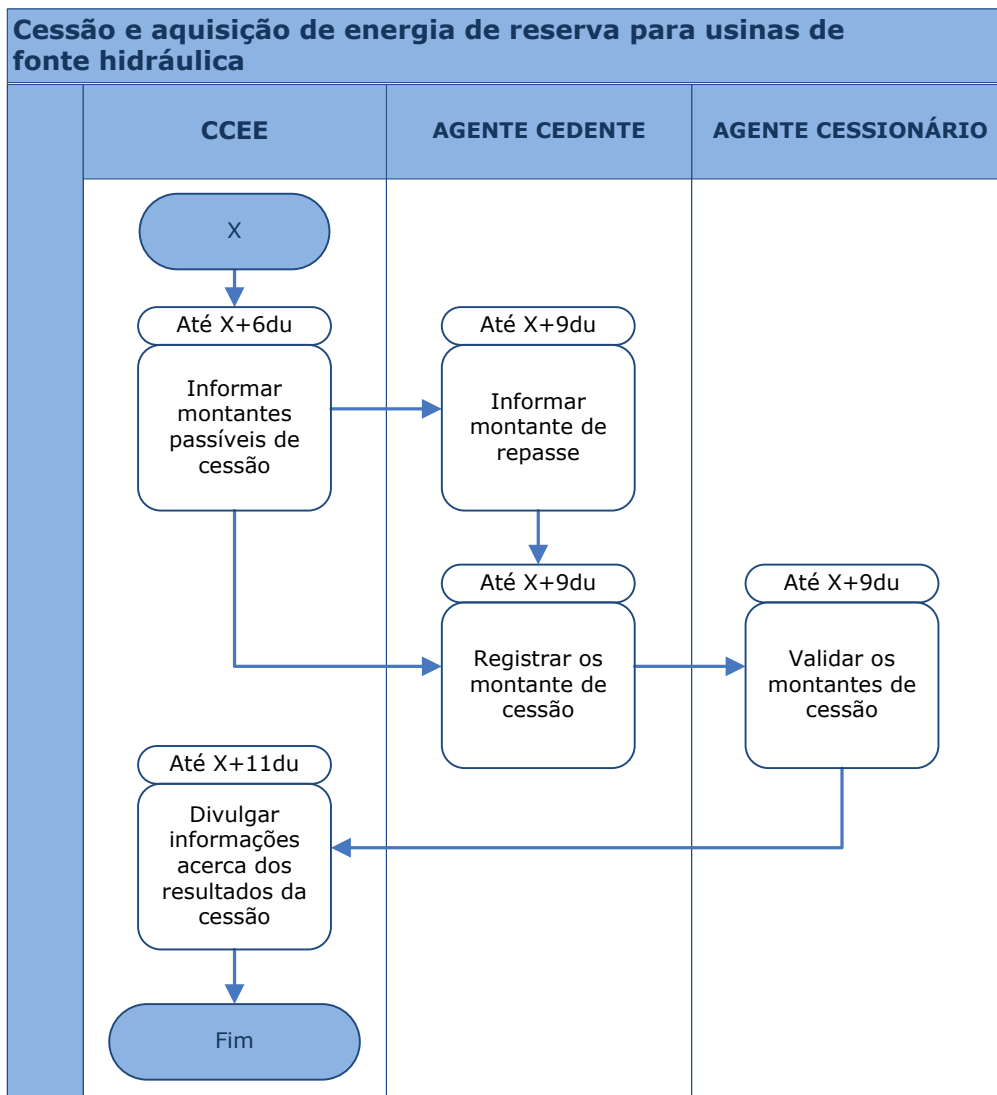 Cessão e aquisição de energia de reserva para usinas de
fonte hidráulica
CCEE
AGENTE CEDENTE
AGENTE CESSIONÁRIO
X
Até X+6du
Informar
montantes
passíveis de
cessão
Até X+9du
Informar
montante de
repasse
Até X+9du
Registrar os
montante de
cessão
Até X+9du
Validar os
montantes de
cessão
Até X+11du
Divulgar
informações
acerca dos
resultados da
cessão
Fim